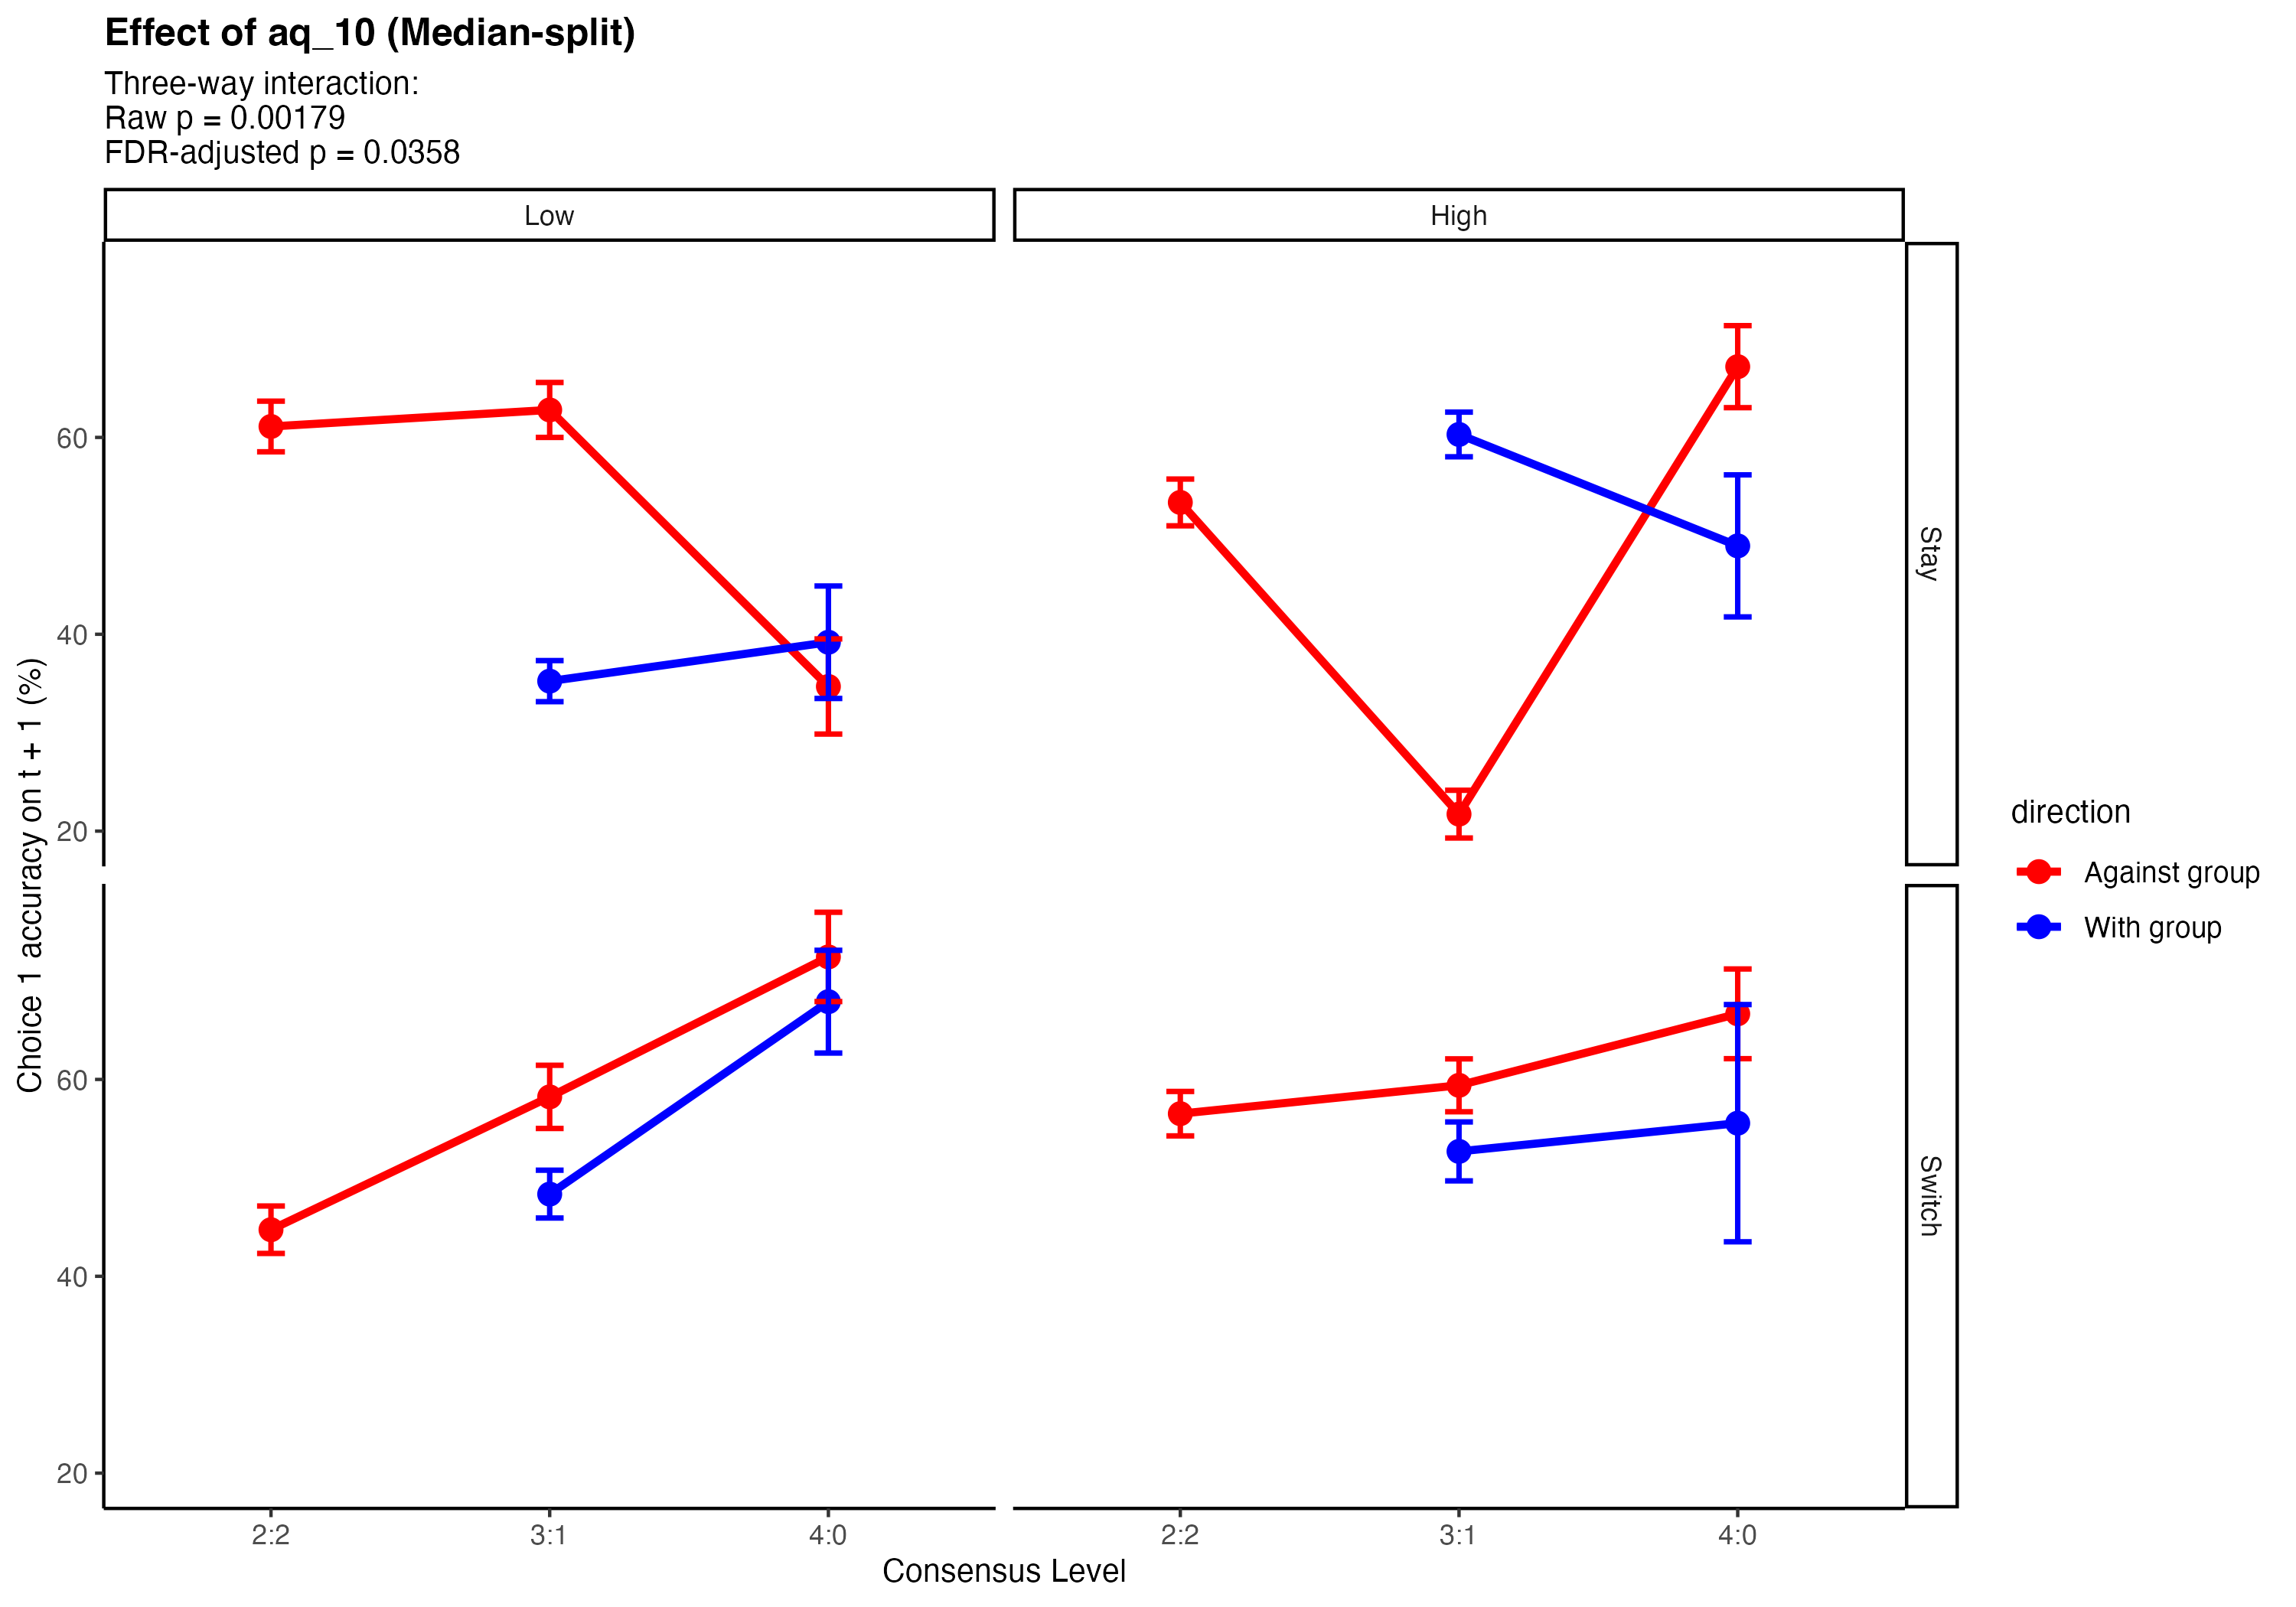 Effect of aq_10 (Median-split)
Three-way interaction:
Raw p = 0.00179
FDR-adjusted p = 0.0358
Low
High
60
40
20
Stay
60
40
20
Switch
Choice 1 accuracy on t + 1 (%)
2:2
3:1
4:0
2:2
3:1
4:0
Consensus Level
direction
Against group
With group